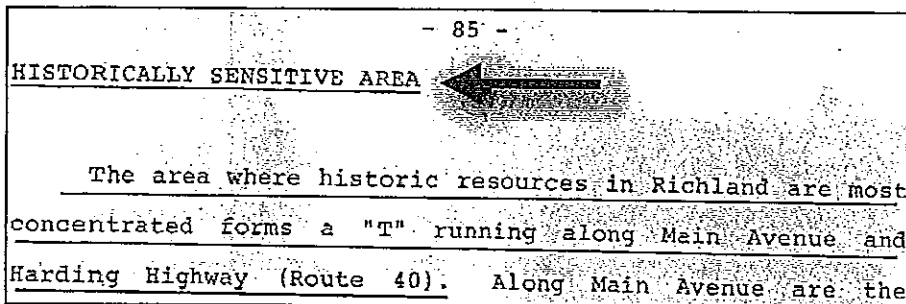 - 85 -
HISTORICALLY SENSITIVE AREA
The area where historic resources in Richland are most
concentrated forms a "T" running along Main Avenue and
Harding Highway (Route 40). Along Main Avenue are the